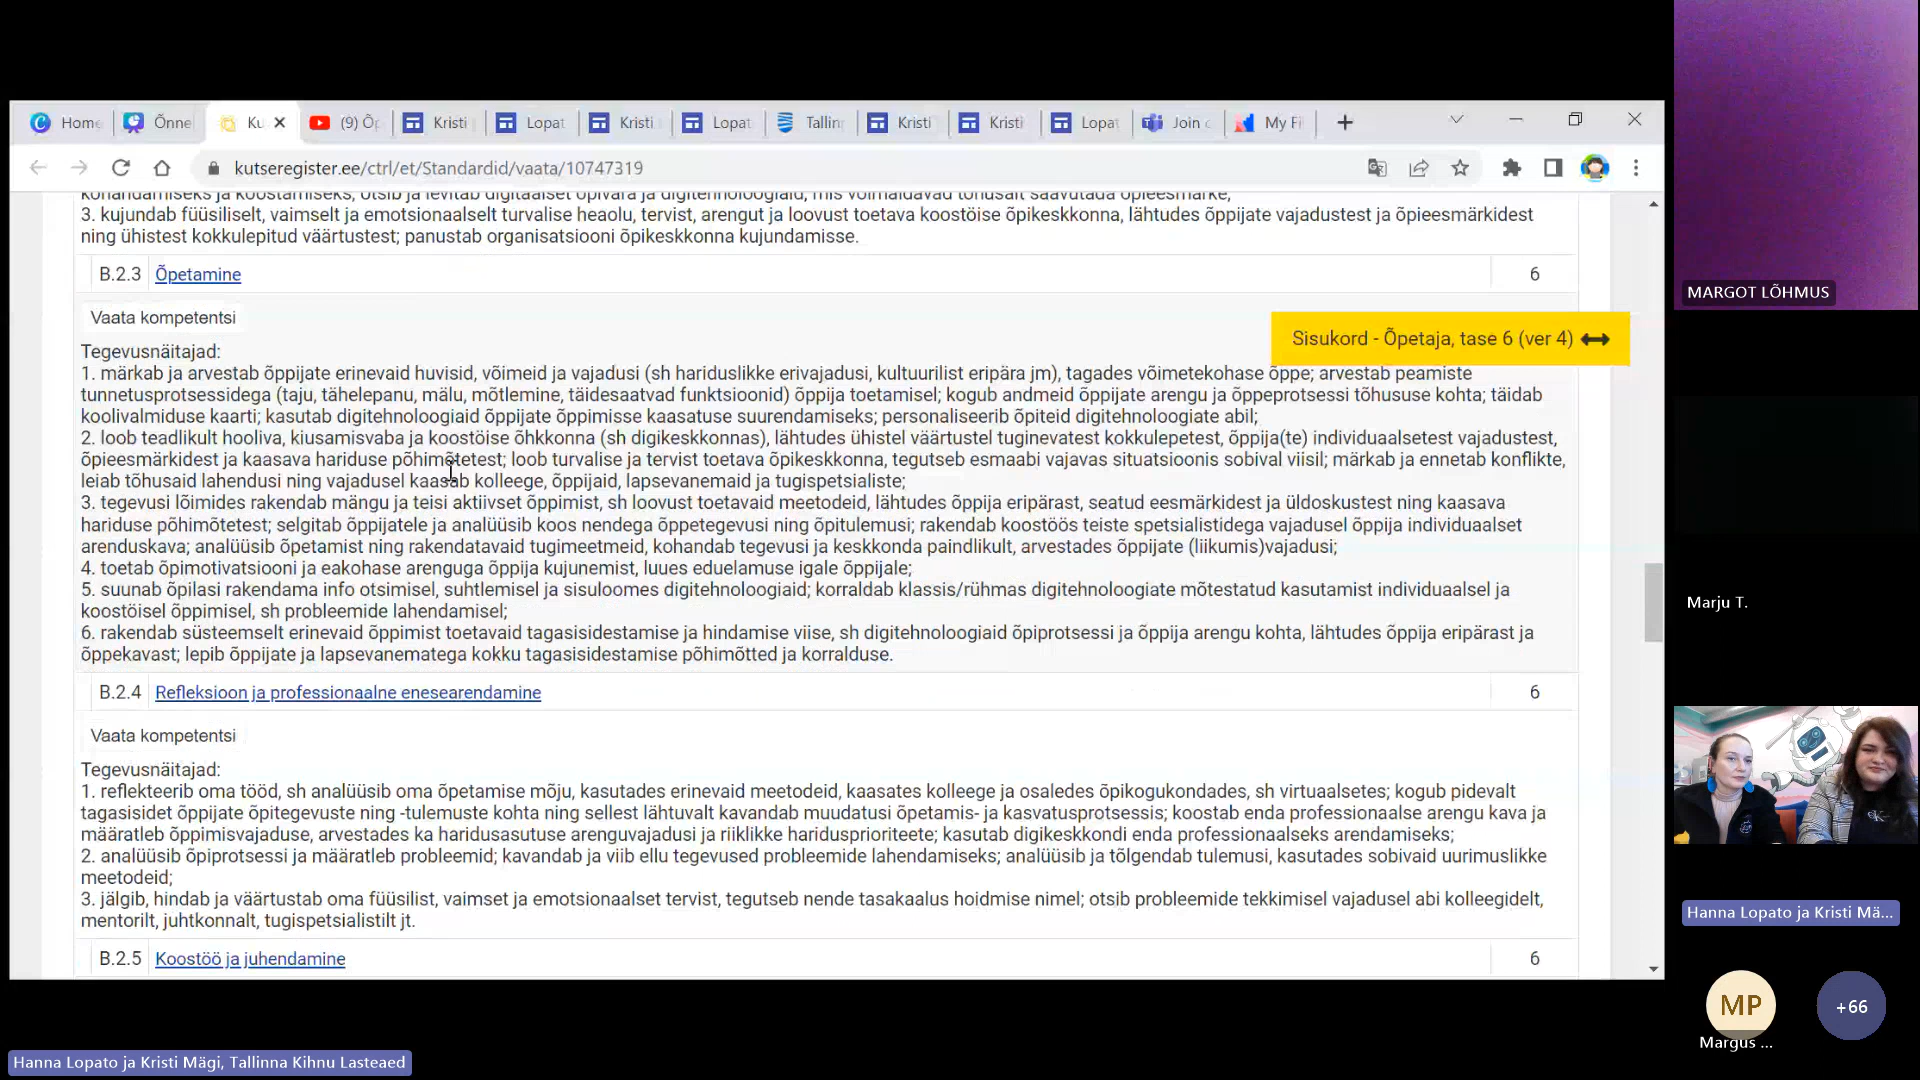 Home
Õnne
Ku
(9) Õp
Kristi
Lopat
Kristi
Lopat
Tallin
Kristi
Kristi
Lopat
Join c
My Fi
kutseregister.ee/ctrl/et/Standardid/vaata/10747319
kohandamiseks ja koostamiseks, otsib ja levitab digitaalset õpivara ja digitehnoloogiaid, mis võimaldavad tõhusalt saavutada õpieesmärke;
3. kujundab füüsiliselt, vaimselt ja emotsionaalselt turvalise heaolu, tervist, arengut ja loovust toetava koostöise õpikeskkonna, lähtudes õppijate vajadustest ja õpieesmärkidest
ning ühistest kokkulepitud väärtustest; panustab organisatsiooni õpikeskkonna kujundamisse.
B.2.3 Õpetamine 6
Vaata kompetentsi
Sisukord - Õpetaja, tase 6 (ver 4)
Tegevusnäitajad:
1. märkab ja arvestab õppijate erinevaid huvisid, võimeid ja vajadusi (sh hariduslikke erivajadusi, kultuurilist eripära jm), tagades võimetekohase õppe; arvestab peamiste
tunnetusprotsessidega (taju, tähelepanu, mälu, mõtlemine, täidesaatvad funktsioonid) õppija toetamisel; kogub andmeid õppijate arengu ja õppeprotsessi tõhususe kohta; täidab
koolivalmiduse kaarti; kasutab digitehnoloogiaid õppijate õppimisse kaasatuse suurendamiseks; personaliseerib õpiteid digitehnoloogiate abil;
2. loob teadlikult hooliva, kiusamisvaba ja koostöise õhkkonna (sh digikeskkonnas), lähtudes ühistel väärtustel tuginevatest kokkulepetest, õppija(te) individuaalsetest vajadustest,
õpieesmärkidest ja kaasava hariduse põhimõtetest; loob turvalise ja tervist toetava õpikeskkonna, tegutseb esmaabi vajavas situatsioonis sobival viisil; märkab ja ennetab konflikte,
leiab tõhusaid lahendusi ning vajadusel kaasab kolleege, õppijaid, lapsevanemaid ja tugispetsialiste;
3. tegevusi lõimides rakendab mängu ja teisi aktiivset õppimist, sh loovust toetavaid meetodeid, lähtudes õppija eripärast, seatud eesmärkidest ja üldoskustest ning kaasava
hariduse põhimõtetest; selgitab õppijatele ja analüüsib koos nendega õppetegevusi ning õpitulemusi; rakendab koostöös teiste spetsialistidega vajadusel õppija individuaalset
arenduskava; analüüsib õpetamist ning rakendatavaid tugimeetmeid, kohandab tegevusi ja keskkonda paindlikult, arvestades õppijate (liikumis)vajadusi;
4. toetab õpimotivatsiooni ja eakohase arenguga õppija kujunemist, luues eduelamuse igale õppijale;
5. suunab õpilasi rakendama info otsimisel, suhtlemisel ja sisuloomes digitehnoloogiaid; korraldab klassis/rühmas digitehnoloogiate mõtestatud kasutamist individuaalsel ja
koostöisel õppimisel, sh probleemide lahendamisel;
6. rakendab süsteemselt erinevaid õppimist toetavaid tagasisidestamise ja hindamise viise, sh digitehnoloogiaid õpiprotsessi ja õppija arengu kohta, lähtudes õppija eripärast ja
õppekavast; lepib õppijate ja lapsevanematega kokku tagasisidestamise põhimõtted ja korralduse.
B.2.4 Refleksioon ja professionaalne enesearendamine 6
Vaata kompetentsi
Tegevusnäitajad:
1. reflekteerib oma tööd, sh analüüsib oma õpetamise mõju, kasutades erinevaid meetodeid, kaasates kolleege ja osaledes õpikogukondades, sh virtuaalsetes; kogub pidevalt
tagasisidet õppijate õpitegevuste ning -tulemuste kohta ning sellest lähtuvalt kavandab muudatusi õpetamis- ja kasvatusprotsessis; koostab enda professionaalse arengu kava ja
määratleb õppimisvajaduse, arvestades ka haridusasutuse arenguvajadusi ja riiklikke haridusprioriteete; kasutab digikeskkondi enda professionaalseks arendamiseks;
2. analüüsib õpiprotsessi ja määratleb probleemid; kavandab ja viib ellu tegevused probleemide lahendamiseks; analüüsib ja tõlgendab tulemusi, kasutades sobivaid uurimuslikke
meetodeid;
3. jälgib, hindab ja väärtustab oma füüsilist, vaimset ja emotsionaalset tervist, tegutseb nende tasakaalus hoidmise nimel; otsib probleemide tekkimisel vajadusel abi kolleegidelt,
mentorilt, juhtkonnalt, tugispetsialistilt jt.
B.2.5 Koostöö ja juhendamine 6
MARGOT LÕHMUS
Marju T.
Hanna Lopato ja Kristi Mä...
MP
+66
Margus ...
Hanna Lopato ja Kristi Mägi, Tallinna Kihnu Lasteaed